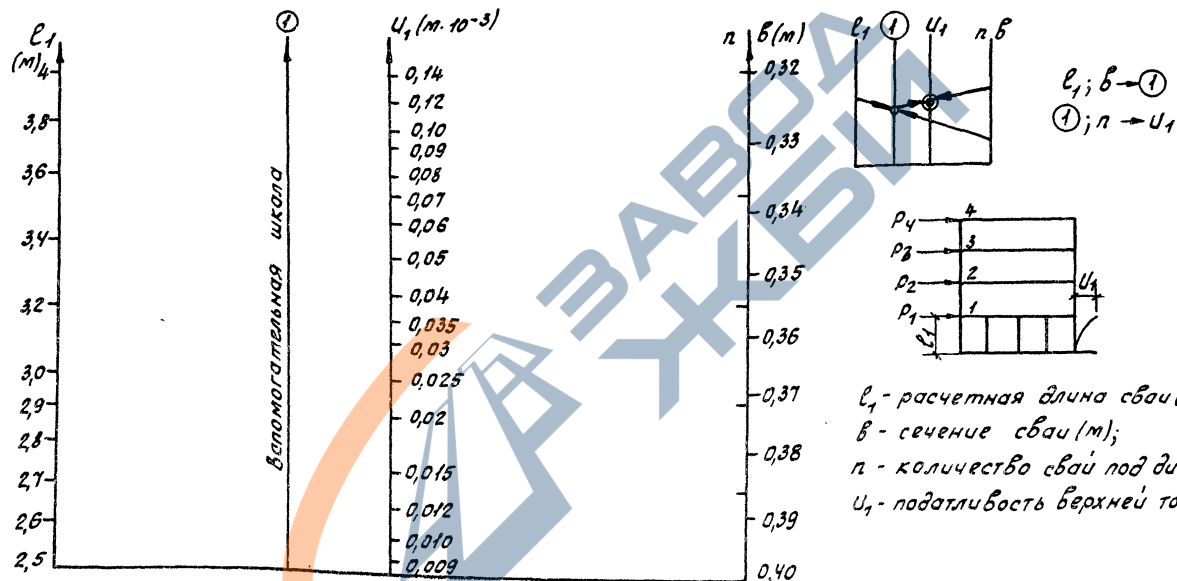 ℓ₁
(м)
4
3,8
3,6
3,4
3,2
3,0
2,9
2,8
2,7
2,6
2,5
①
Вспомогательная шкала
U₁ (м·10⁻³)
0,14
0,12
0,10
0,09
0,08
0,07
0,06
0,05
0,04
0,035
0,03
0,025
0,02
0,015
0,012
0,010
0,009
n в(м)
0,32
0,33
0,34
0,35
0,36
0,37
0,38
0,39
0,40
ЗАВОД
ЖБИ
ℓ₁ ① U₁ n в
ℓ₁; в → ①
①; n → U₁
P₄ 4
P₃ 3
P₂ 2
P₁ 1
U₁
ℓ₁
ℓ₁ - расчетная длина сваи
в - сечение сваи (м);
n - количество свай под
U₁ - податливость верхней